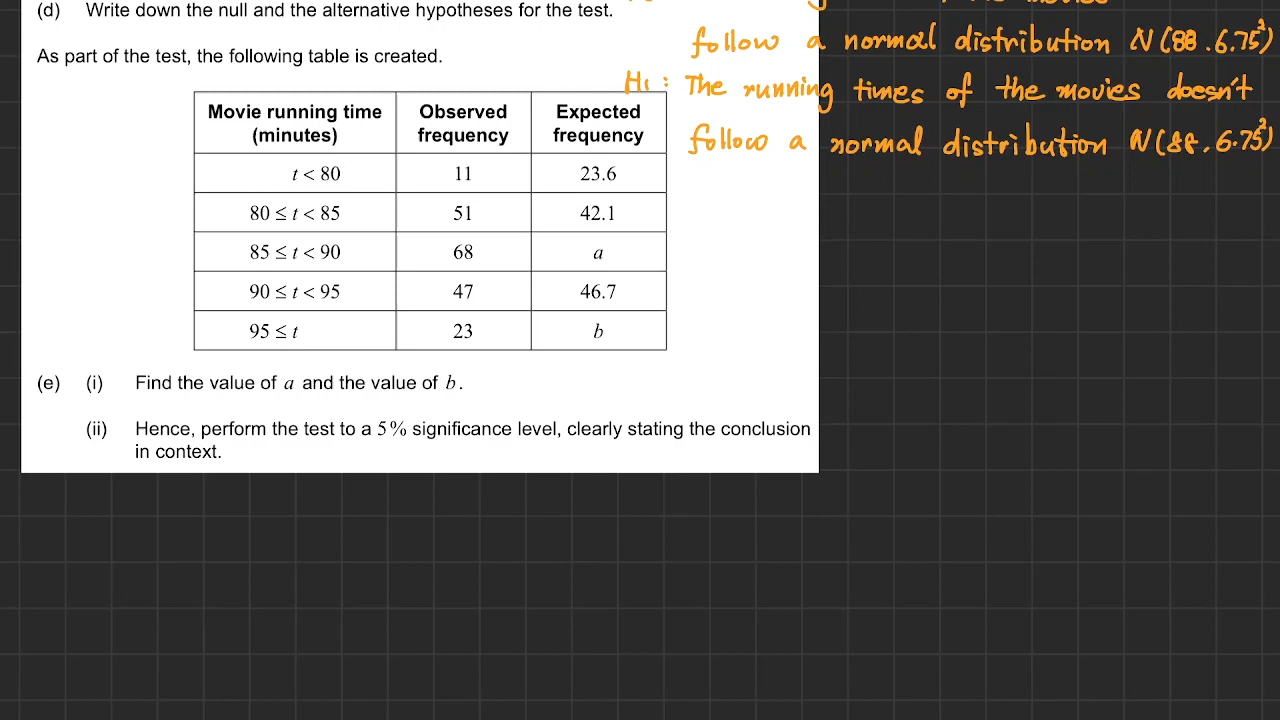 (d) Write down the null and the alternative hypotheses for the test.
follow a normal distribution N(88.6.75²)
As part of the test, the following table is created.
H₁ : The running times of the movies doesn't
follow a normal distribution N(88.6.75²)
Movie running time (minutes) Observed frequency Expected frequency
t < 80 11 23.6
80 ≤ t < 85 51 42.1
85 ≤ t < 90 68 a
90 ≤ t < 95 47 46.7
95 ≤ t 23 b
(e) (i) Find the value of a and the value of b.
(ii) Hence, perform the test to a 5% significance level, clearly stating the conclusion
in context.